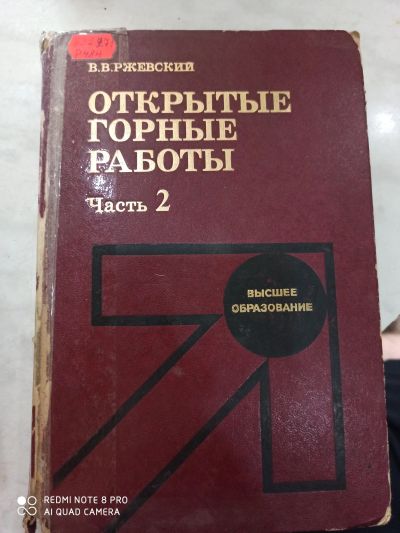 В.В.РЖЕВСКИЙ
ОТКРЫТЫЕ
ГОРНЫЕ
РАБОТЫ
Часть 2
ВЫСШЕЕ
ОБРАЗОВАНИЕ
REDMI NOTE 8 PRO
AI QUAD CAMERA